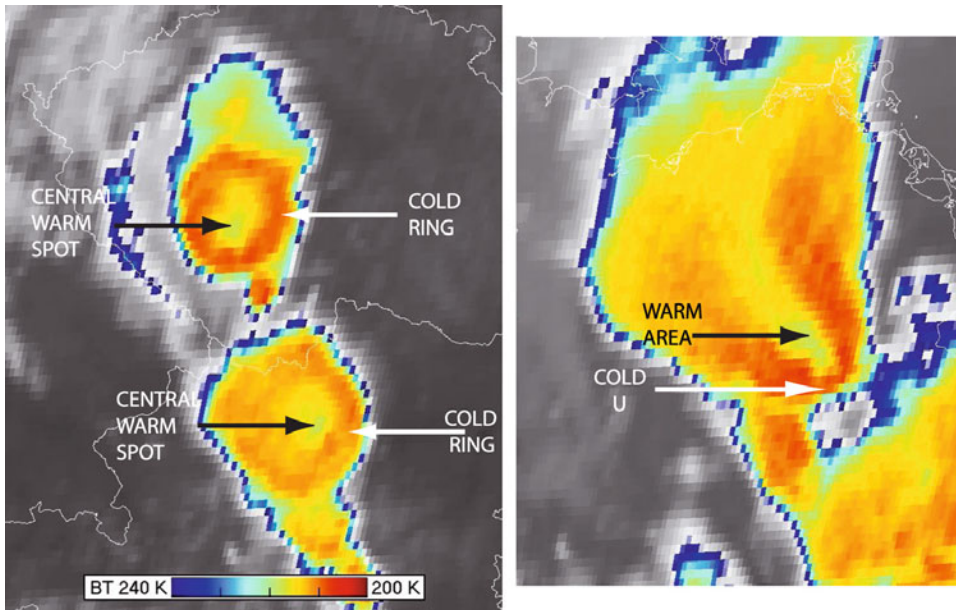 CENTRAL
WARM
SPOT
COLD
RING
CENTRAL
WARM
SPOT
COLD
RING
BT 240 K
200 K
WARM
AREA
COLD
U